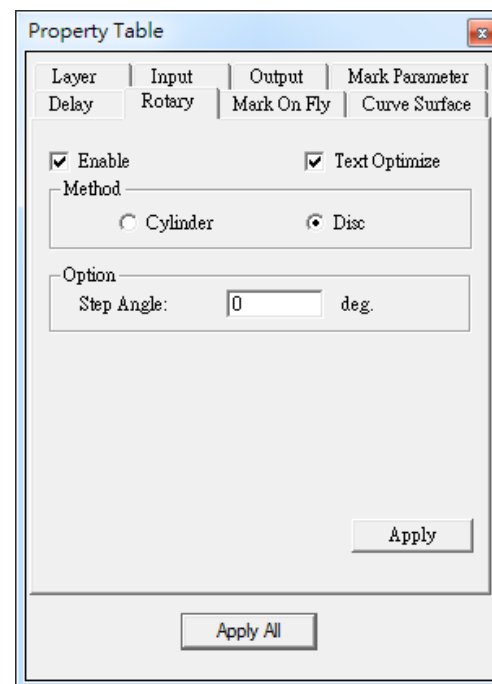 Property Table
Layer Input Output Mark Parameter
Delay Rotary Mark On Fly Curve Surface
Enable Text Optimize
Method
Cylinder Disc
Option
Step Angle: 0 deg.
Apply
Apply All